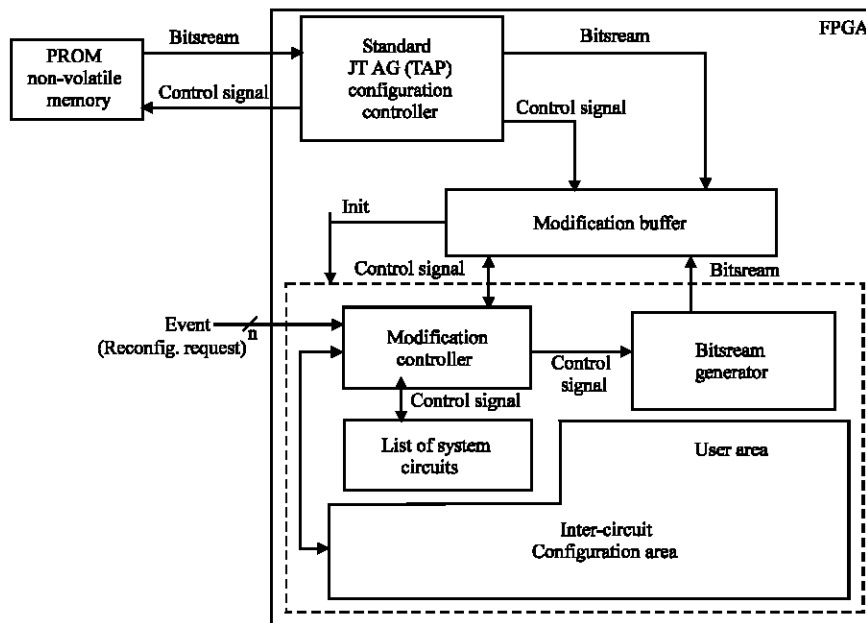 FPGA
Bitsream
Standard
JT AG (TAP)
configuration
controller
Bitsream
PROM
non-volatile
memory
Control signal
Control signal
Init
Modification buffer
Control signal
Bitsream
Event
(Reconfig. request)
n
Modification
controller
Control
signal
Bitsream
generator
Control signal
List of system
circuits
User area
Inter-circuit
Configuration area